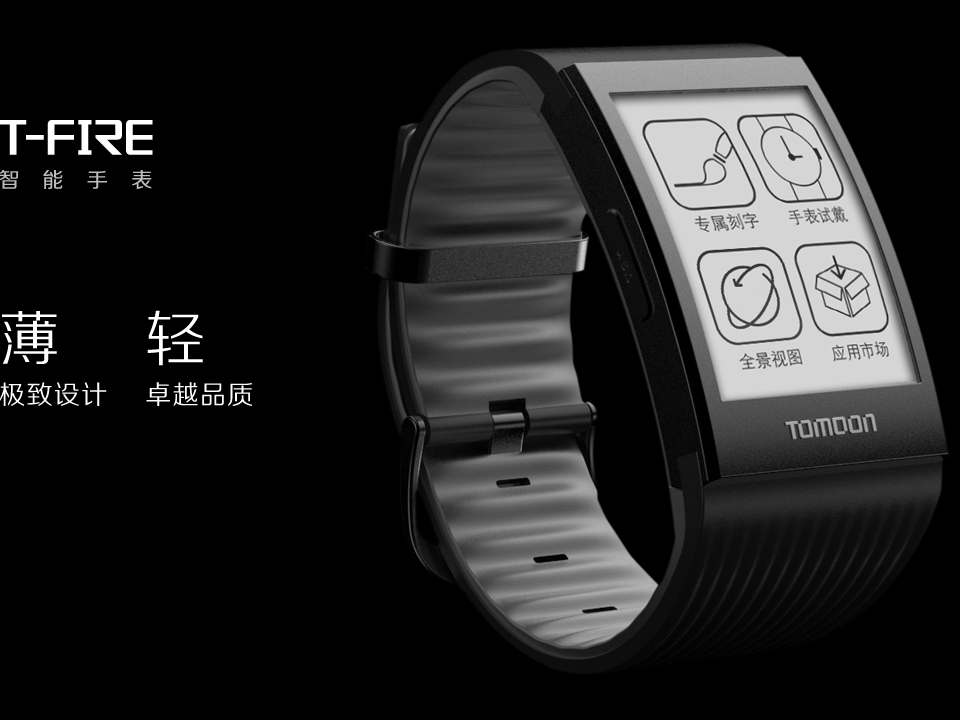 T-FIRE
智能手表
薄 轻
极致设计 卓越品质
专属刻字 手表试戴
全景视图 应用市场
TOMOON